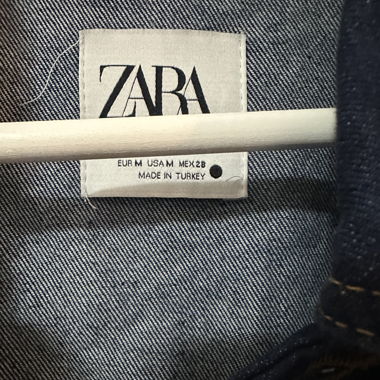 ZARA
EUR M USA M MEX 28
MADE IN TURKEY